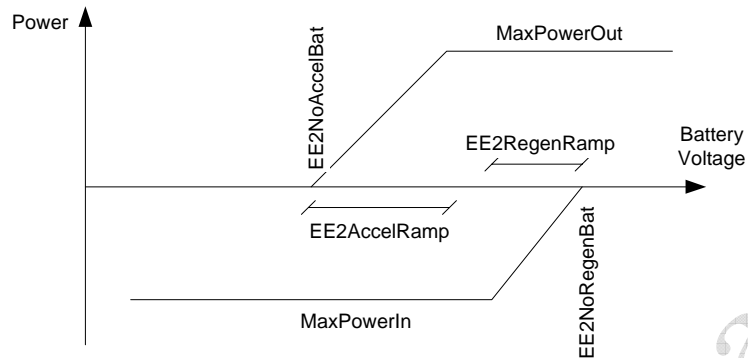 Power
MaxPowerOut
EE2NoAccelBat
EE2RegenRamp
Battery
Voltage
EE2AccelRamp
EE2NoRegenBat
MaxPowerIn